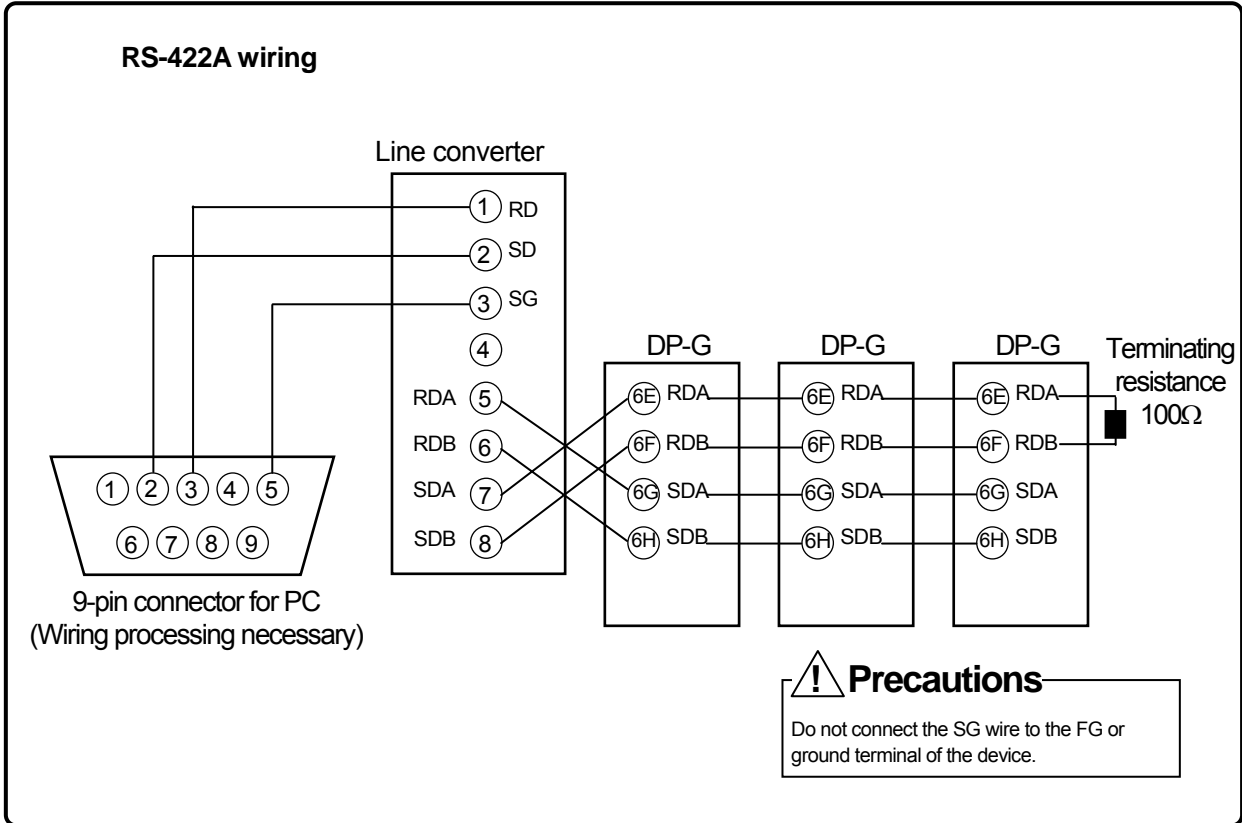 RS-422A wiring
Line converter
1 RD
2 SD
3 SG
4
RDA 5
RDB 6
SDA 7
SDB 8
DP-G
6E RDA
6F RDB
6G SDA
6H SDB
DP-G
6E RDA
6F RDB
6G SDA
6H SDB
DP-G
6E RDA
6F RDB
6G SDA
6H SDB
Terminating
resistance
100Ω
1 2 3 4 5
6 7 8 9
9-pin connector for PC
(Wiring processing necessary)
! Precautions
Do not connect the SG wire to the FG or
ground terminal of the device.